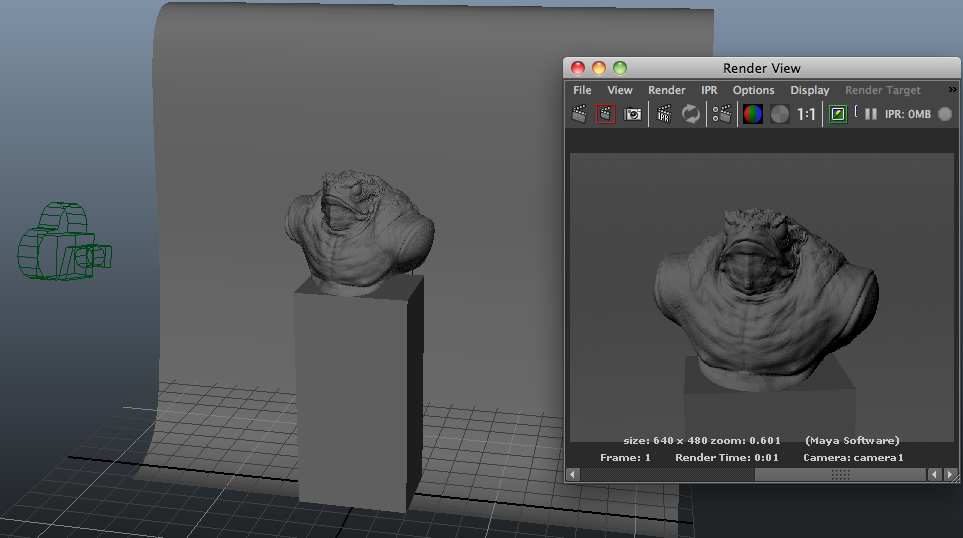 Render View
File View Render IPR Options Display Render Target »
IPR 1:1 IPR: 0MB
size: 640 x 480 zoom: 0.601 (Maya Software)
Frame: 1 Render Time: 0:01 Camera: camera1